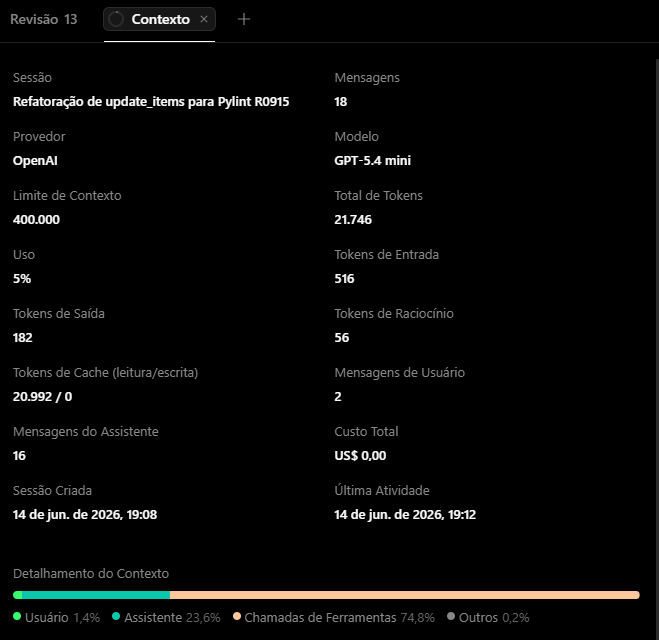 Revisão 13
Contexto
Sessão
Refatoração de update_items para Pylint R0915
Mensagens
18
Provedor
OpenAI
Modelo
GPT-5.4 mini
Limite de Contexto
400.000
Total de Tokens
21.746
Uso
5%
Tokens de Entrada
516
Tokens de Saída
182
Tokens de Raciocínio
56
Tokens de Cache (leitura/escrita)
20.992 / 0
Mensagens de Usuário
2
Mensagens do Assistente
16
Custo Total
US$ 0,00
Sessão Criada
14 de jun. de 2026, 19:08
Última Atividade
14 de jun. de 2026, 19:12
Detalhamento do Contexto
Usuário 1,4% Assistente 23,6% Chamadas de Ferramentas 74,8% Outros 0,2%